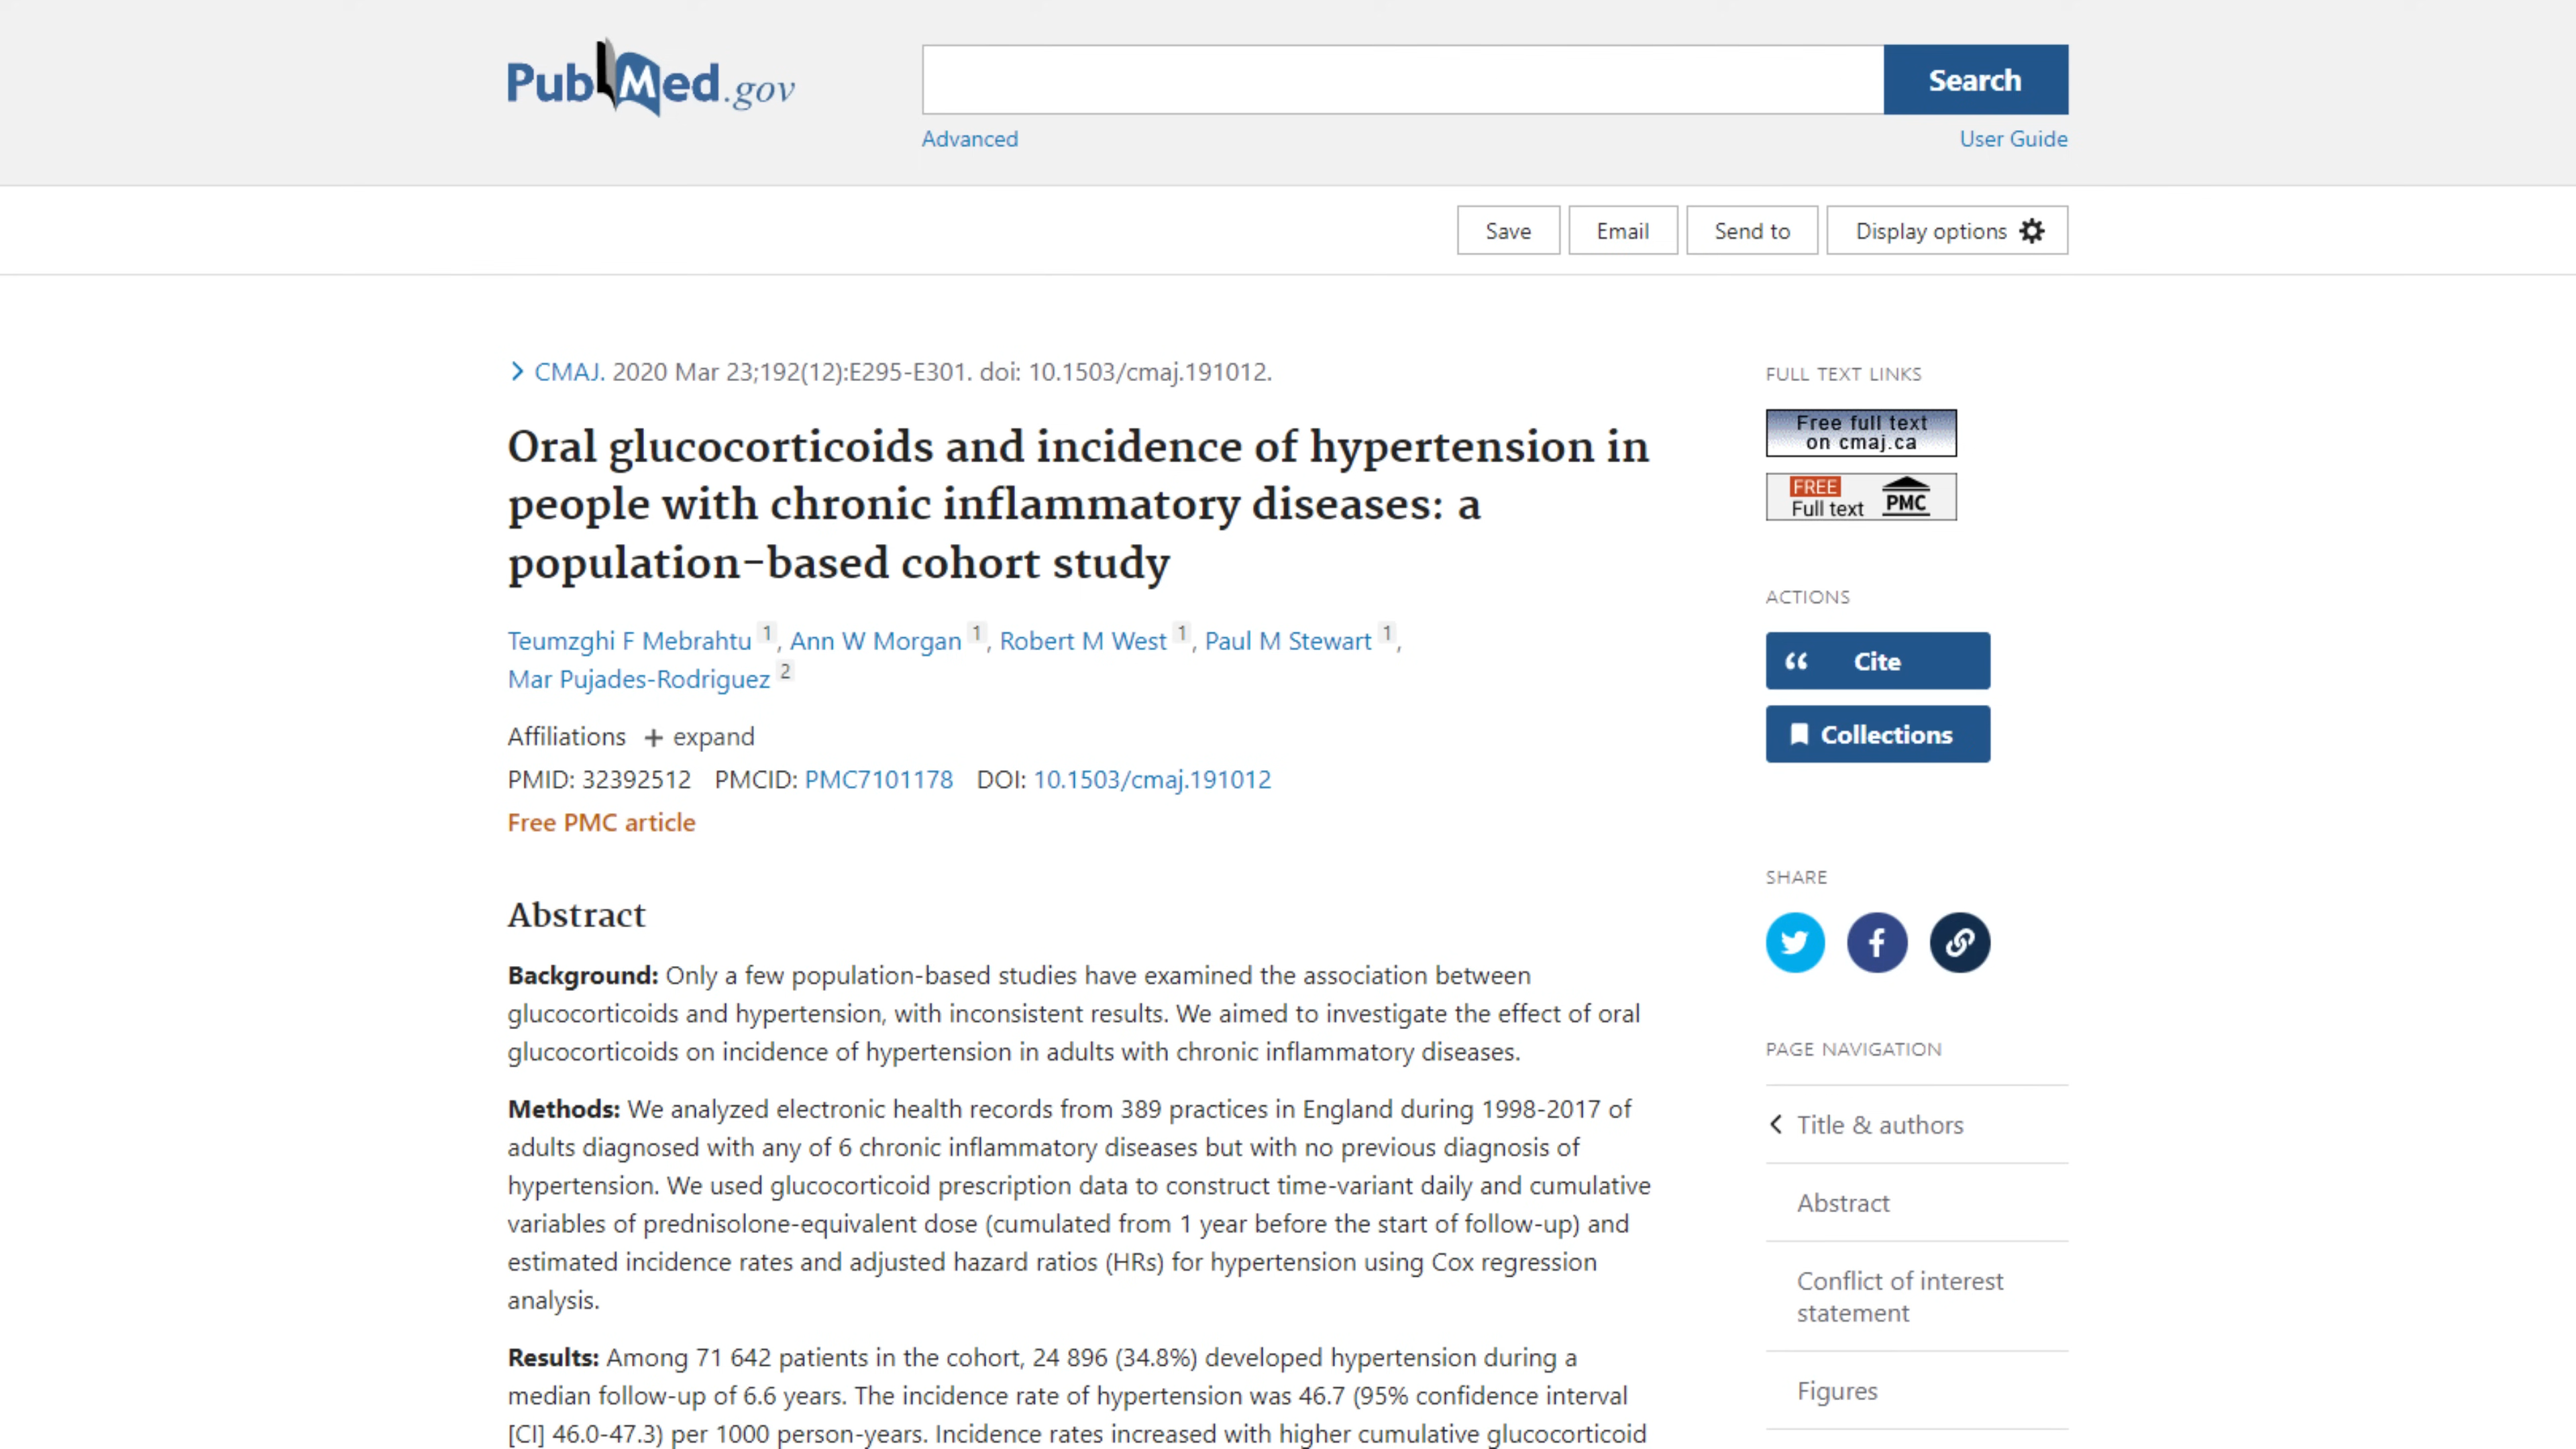 PubMed.gov
Search
Advanced
User Guide
Save
Email
Send to
Display options
CMAJ. 2020 Mar 23;192(12):E295-E301. doi: 10.1503/cmaj.191012.
Oral glucocorticoids and incidence of hypertension in
people with chronic inflammatory diseases: a
population-based cohort study
Teumzghi F Mebrahtu 1, Ann W Morgan 1, Robert M West 1, Paul M Stewart 1,
Mar Pujades-Rodriguez 2
Affiliations + expand
PMID: 32392512 PMCID: PMC7101178 DOI: 10.1503/cmaj.191012
Free PMC article
Abstract
Background: Only a few population-based studies have examined the association between
glucocorticoids and hypertension, with inconsistent results. We aimed to investigate the effect of oral
glucocorticoids on incidence of hypertension in adults with chronic inflammatory diseases.
Methods: We analyzed electronic health records from 389 practices in England during 1998-2017 of
adults diagnosed with any of 6 chronic inflammatory diseases but with no previous diagnosis of
hypertension. We used glucocorticoid prescription data to construct time-variant daily and cumulative
variables of prednisolone-equivalent dose (cumulated from 1 year before the start of follow-up) and
estimated incidence rates and adjusted hazard ratios (HRs) for hypertension using Cox regression
analysis.
Results: Among 71 642 patients in the cohort, 24 896 (34.8%) developed hypertension during a
median follow-up of 6.6 years. The incidence rate of hypertension was 46.7 (95% confidence interval
[CI] 46.0-47.3) per 1000 person-years. Incidence rates increased with higher cumulative glucocorticoid
FULL TEXT LINKS
Free full text
on cmaj.ca
FREE
Full text PMC
ACTIONS
Cite
Collections
SHARE
PAGE NAVIGATION
Title & authors
Abstract
Conflict of interest
statement
Figures